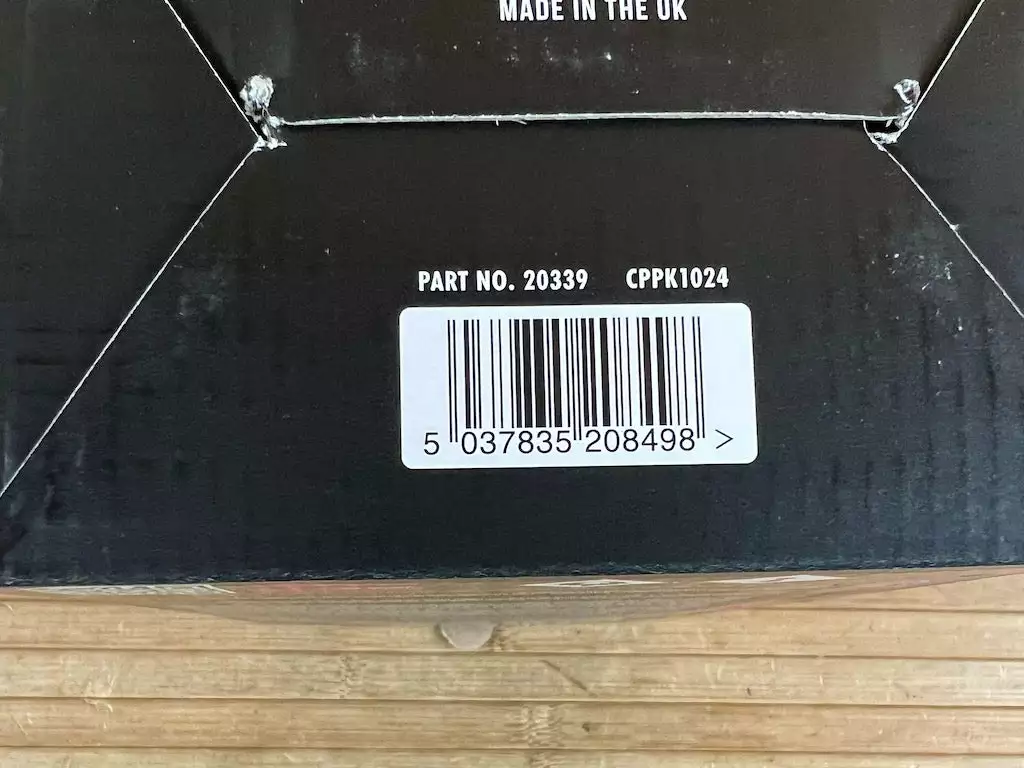 MADE IN THE UK
PART NO. 20339 CPPK1024
5 037835 208498 >